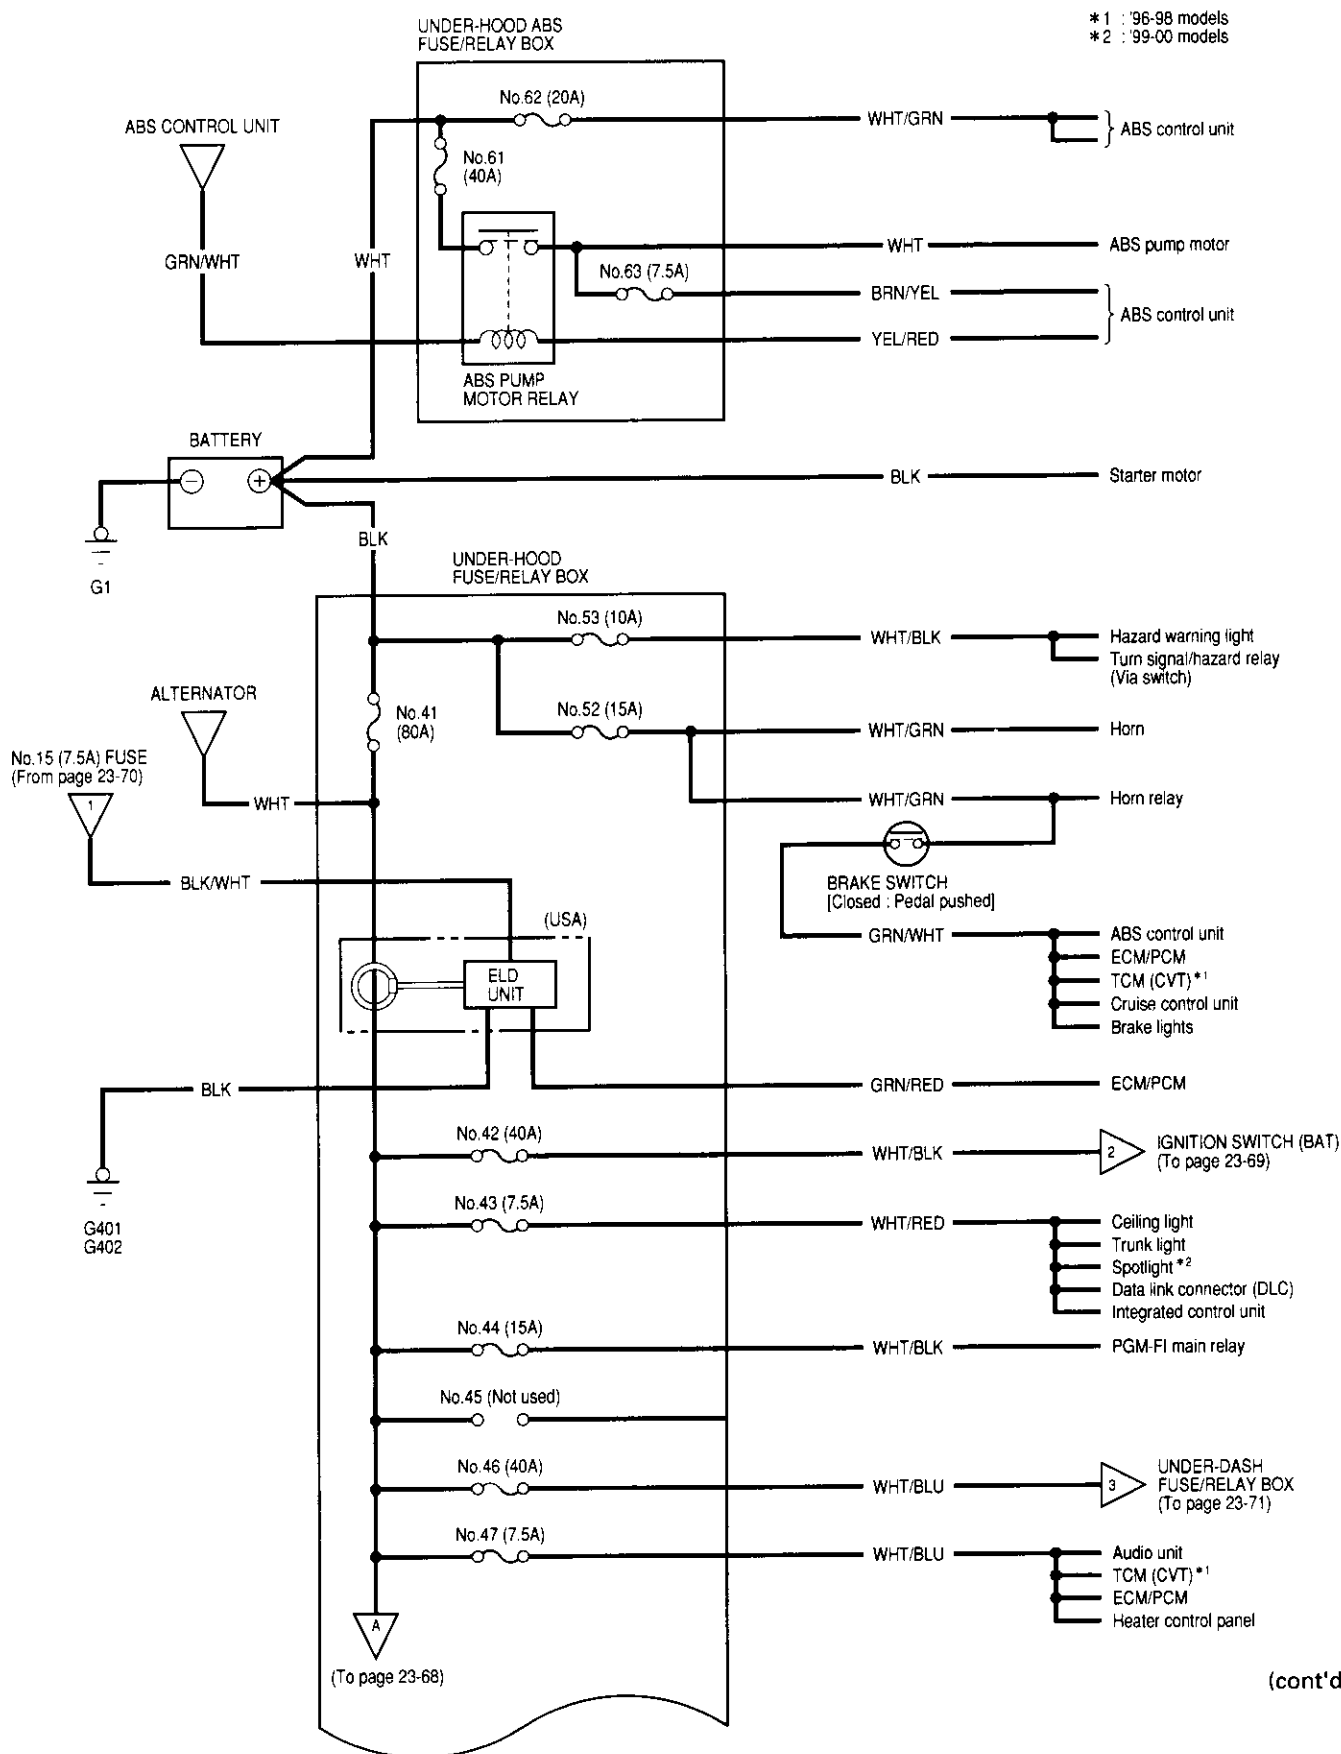 *1 : '96-98 models
*2 : '99-00 models
UNDER-HOOD ABS
FUSE/RELAY BOX
No.62 (20A)
WHT/GRN
ABS control unit
ABS CONTROL UNIT
No.61
(40A)
GRN/WHT
WHT
WHT
ABS pump motor
No.63 (7.5A)
BRN/YEL
ABS control unit
YEL/RED
ABS PUMP
MOTOR RELAY
BATTERY
−
+
BLK
Starter motor
G1
BLK
UNDER-HOOD
FUSE/RELAY BOX
No.53 (10A)
WHT/BLK
Hazard warning light
Turn signal/hazard relay
(Via switch)
ALTERNATOR
No.41
(80A)
No.52 (15A)
WHT/GRN
Horn
No.15 (7.5A) FUSE
(From page 23-70)
1
WHT
WHT/GRN
Horn relay
BRAKE SWITCH
[Closed : Pedal pushed]
BLK/WHT
(USA)
ELD
UNIT
GRN/WHT
ABS control unit
ECM/PCM
TCM (CVT) *1
Cruise control unit
Brake lights
BLK
GRN/RED
ECM/PCM
G401
G402
No.42 (40A)
WHT/BLK
2
IGNITION SWITCH (BAT)
(To page 23-69)
No.43 (7.5A)
WHT/RED
Ceiling light
Trunk light
Spotlight *2
Data link connector (DLC)
Integrated control unit
No.44 (15A)
WHT/BLK
PGM-FI main relay
No.45 (Not used)
No.46 (40A)
WHT/BLU
3
UNDER-DASH
FUSE/RELAY BOX
(To page 23-71)
No.47 (7.5A)
WHT/BLU
Audio unit
TCM (CVT) *1
ECM/PCM
Heater control panel
A
(To page 23-68)
(cont'd